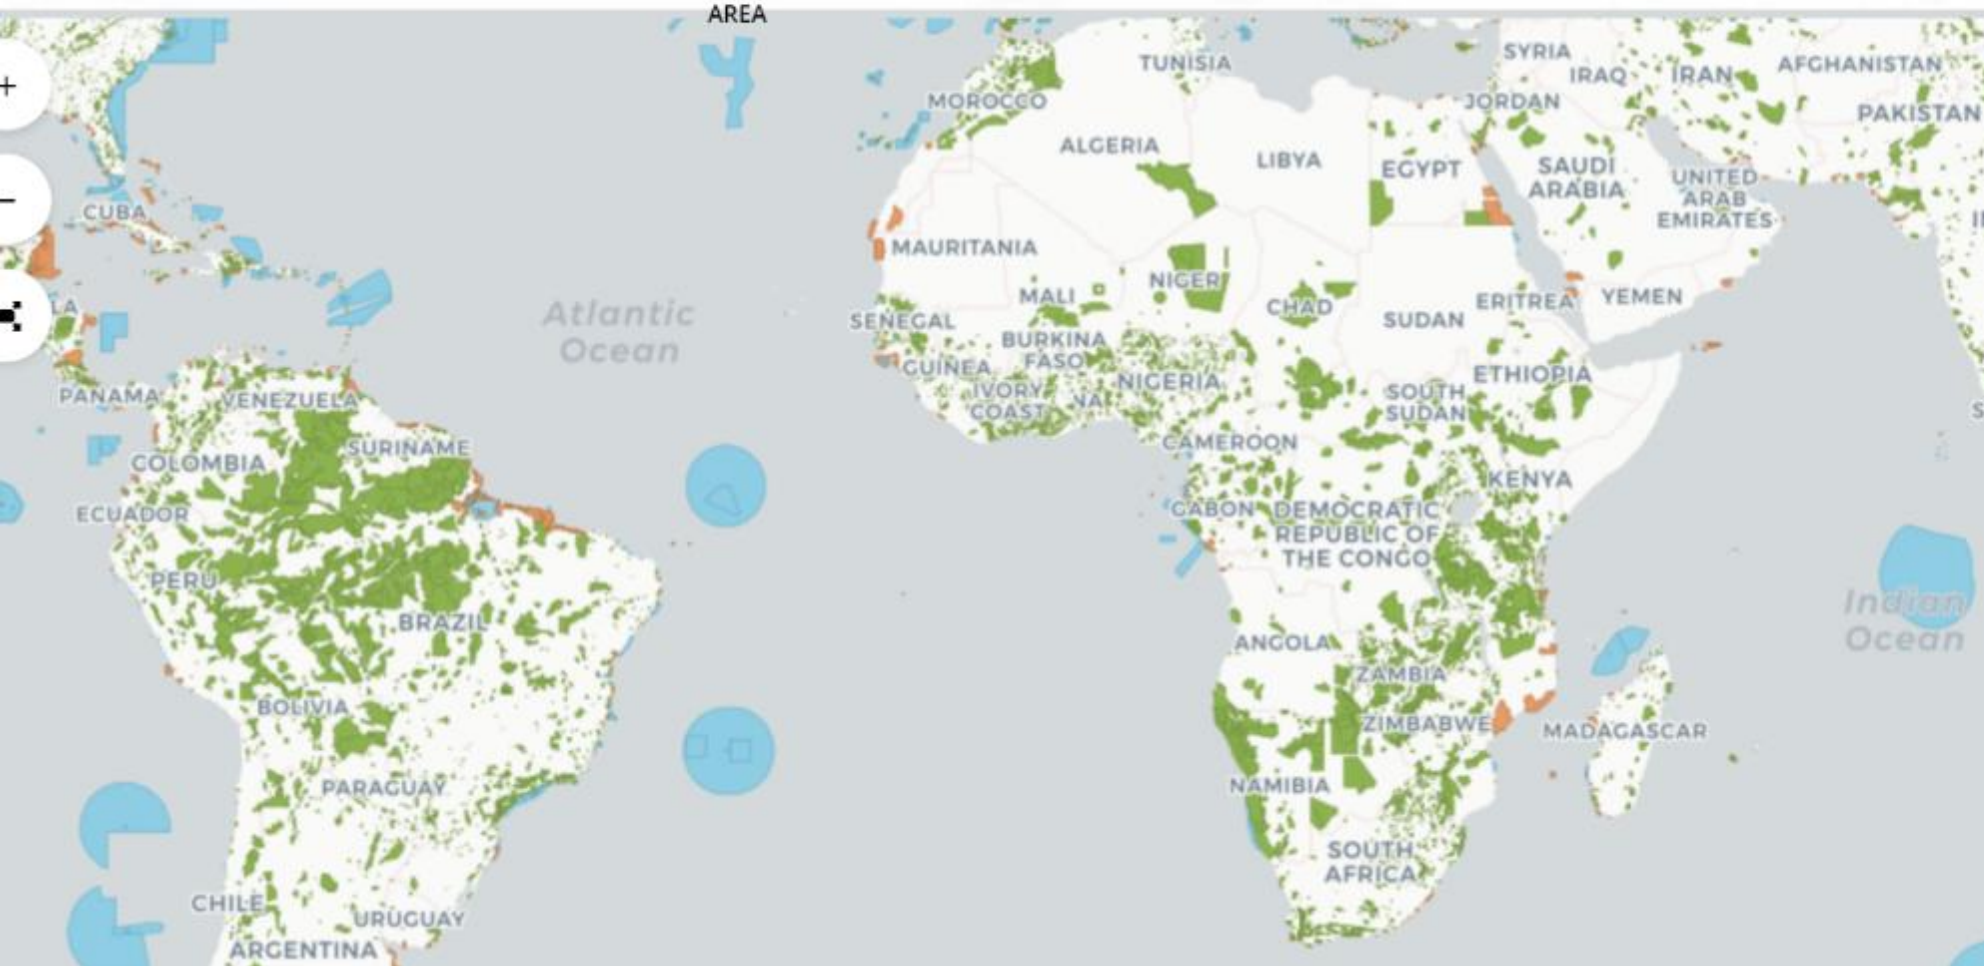 AREA
+
−
TUNISIA
SYRIA
IRAQ
IRAN
AFGHANISTAN
MOROCCO
JORDAN
PAKISTAN
ALGERIA
LIBYA
EGYPT
SAUDI
ARABIA
UNITED
ARAB
EMIRATES
CUBA
MAURITANIA
MALI
NIGER
CHAD
SUDAN
ERITREA
YEMEN
LA
Atlantic
Ocean
SENEGAL
BURKINA
FASO
GUINEA
IVORY
COAST
NA
NIGERIA
SOUTH
SUDAN
ETHIOPIA
PANAMA
VENEZUELA
SURINAME
COLOMBIA
CAMEROON
KENYA
ECUADOR
GABON
DEMOCRATIC
REPUBLIC OF
THE CONGO
PERU
BRAZIL
Indian
Ocean
ANGOLA
ZAMBIA
BOLIVIA
ZIMBABWE
MADAGASCAR
PARAGUAY
NAMIBIA
SOUTH
AFRICA
CHILE
URUGUAY
ARGENTINA